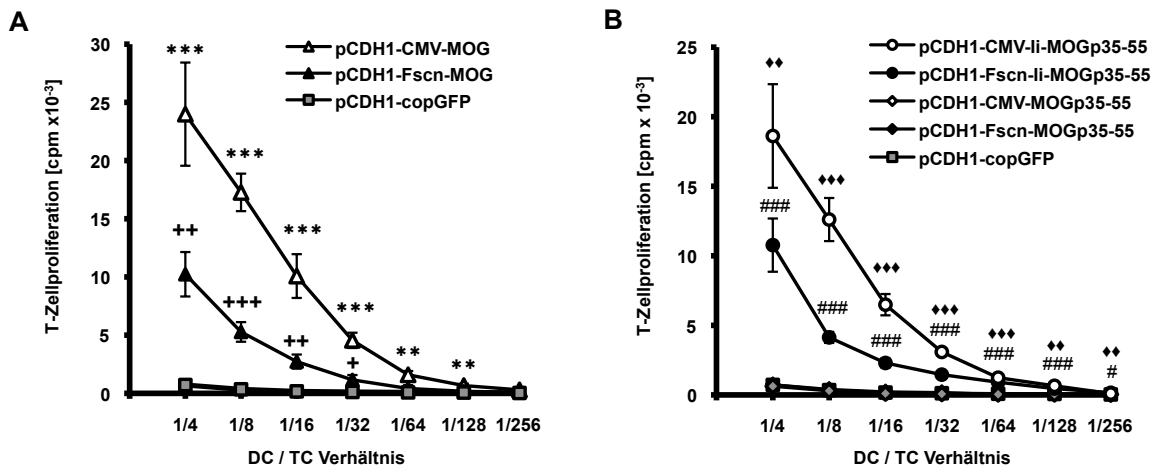 A
T-Zellproliferation [cpm x10⁻³]
30
25
20
15
10
5
0
pCDH1-CMV-MOG
pCDH1-Fscn-MOG
pCDH1-copGFP
*** *** *** *** ** **
++ +++ ++ +
1/4 1/8 1/16 1/32 1/64 1/128 1/256
DC / TC Verhältnis
B
T-Zellproliferation [cpm x 10⁻³]
25
20
15
10
5
0
pCDH1-CMV-li-MOGp35-55
pCDH1-Fscn-li-MOGp35-55
pCDH1-CMV-MOGp35-55
pCDH1-Fscn-MOGp35-55
pCDH1-copGFP
♦♦ ♦♦♦ ♦♦♦ ♦♦♦ ♦♦♦ ♦♦ ♦♦
### ### ### ### ### ### #
1/4 1/8 1/16 1/32 1/64 1/128 1/256
DC / TC Verhältnis